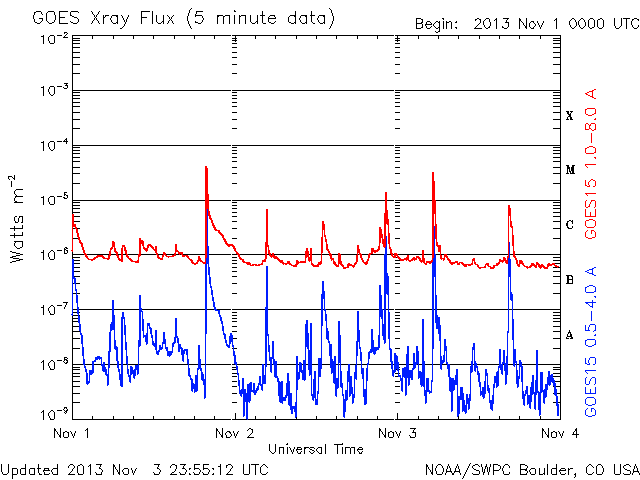 GOES Xray Flux (5 minute data)
Begin: 2013 Nov 1 0000 UTC
10⁻²
10⁻³
10⁻⁴
10⁻⁵
10⁻⁶
10⁻⁷
10⁻⁸
10⁻⁹
Watts m⁻²
X
M
C
B
A
GOES15 1.0-8.0 A
GOES15 0.5-4.0 A
Nov 1
Nov 2
Nov 3
Nov 4
Universal Time
Updated 2013 Nov 3 23:55:12 UTC
NOAA/SWPC Boulder, CO USA